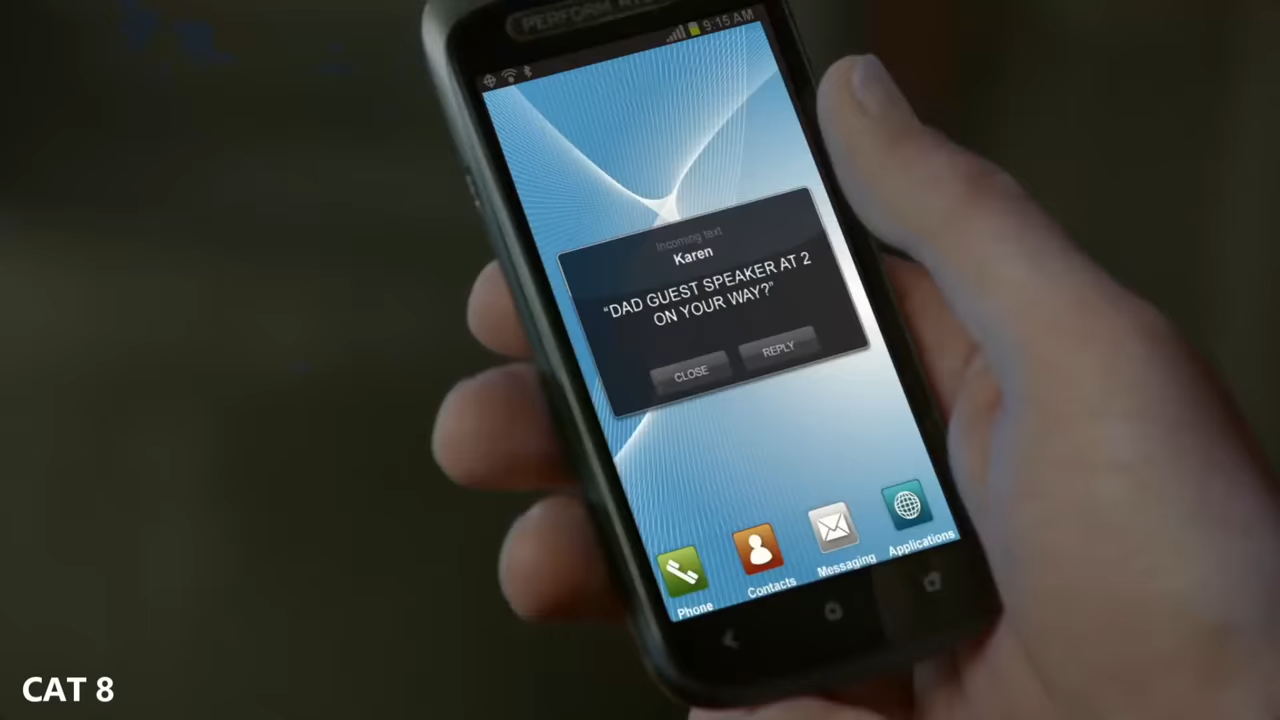 9:15 AM
Incoming text
Karen
“DAD GUEST SPEAKER AT 2
ON YOUR WAY?”
CLOSE
REPLY
Phone
Contacts
Messaging
Applications
CAT 8